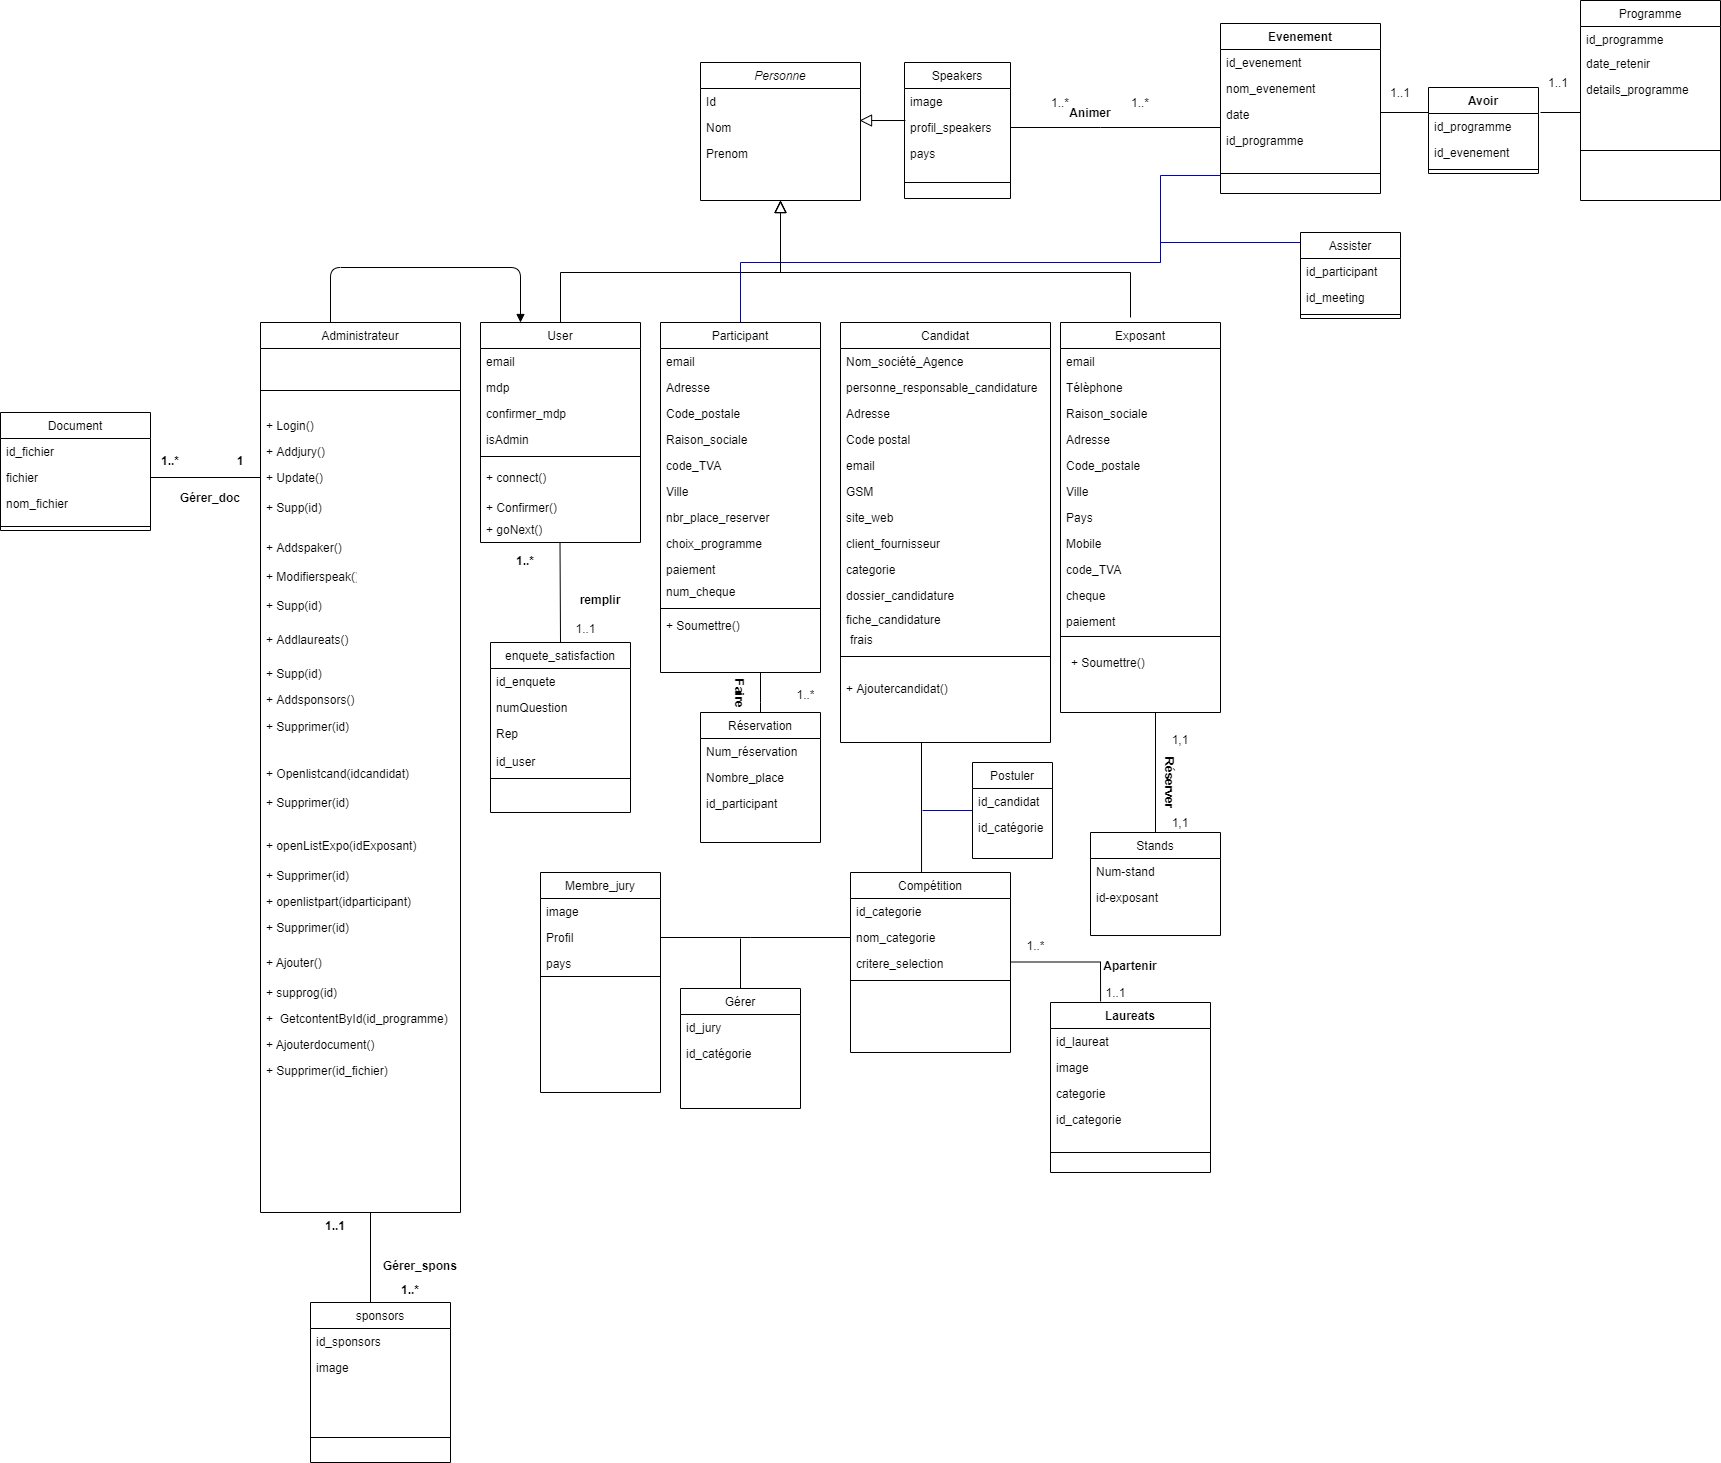 Programme
id_programme
date_retenir
details_programme
Evenement
id_evenement
nom_evenement
date
id_programme
1..1
Avoir
id_programme
id_evenement
1..1
Personne
Id
Nom
Prenom
Speakers
image
profil_speakers
pays
1..*
Animer
1..*
Assister
id_participant
id_meeting
Administrateur
+ Login()
+ Addjury()
+ Update()
+ Supp(id)
+ Addspaker()
+ Modifierspeak(
+ Supp(id)
+ Addlaureats()
+ Supp(id)
+ Addsponsors()
+ Supprimer(id)
+ Openlistcand(idcandidat)
+ Supprimer(id)
+ openListExpo(idExposant)
+ Supprimer(id)
+ openlistpart(idparticipant)
+ Supprimer(id)
+ Ajouter()
+ supprog(id)
+ GetcontentById(id_programme)
+ Ajouterdocument()
+ Supprimer(id_fichier)
User
email
mdp
confirmer_mdp
isAdmin
+ connect()
+ Confirmer()
+ goNext()
Participant
email
Adresse
Code_postale
Raison_sociale
code_TVA
Ville
nbr_place_reserver
choix_programme
paiement
num_cheque
+ Soumettre()
Candidat
Nom_société_Agence
personne_responsable_candidature
Adresse
Code postal
email
GSM
site_web
client_fournisseur
categorie
dossier_candidature
fiche_candidature
frais
+ Ajoutercandidat()
Exposant
email
Télèphone
Raison_sociale
Adresse
Code_postale
Ville
Pays
Mobile
code_TVA
cheque
paiement
+ Soumettre()
Document
id_fichier
fichier
nom_fichier
1..*
1
Gérer_doc
1..*
remplir
1..1
enquete_satisfaction
id_enquete
numQuestion
Rep
id_user
Faire
1..*
Réservation
Num_réservation
Nombre_place
id_participant
Postuler
id_candidat
id_catégorie
1,1
Réserver
1,1
Stands
Num-stand
id-exposant
Membre_jury
image
Profil
pays
Compétition
id_categorie
nom_categorie
critere_selection
Gérer
id_jury
id_catégorie
1..*
Apartenir
1..1
Laureats
id_laureat
image
categorie
id_categorie
1..1
Gérer_spons
1..*
sponsors
id_sponsors
image